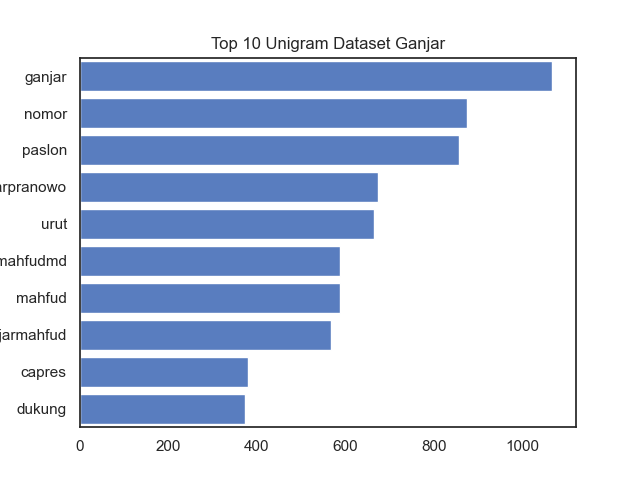 Top 10 Unigram Dataset Ganjar
ganjar
nomor
paslon
arpranowo
urut
mahfudmd
mahfud
jarmahfud
capres
dukung
0 200 400 600 800 1000